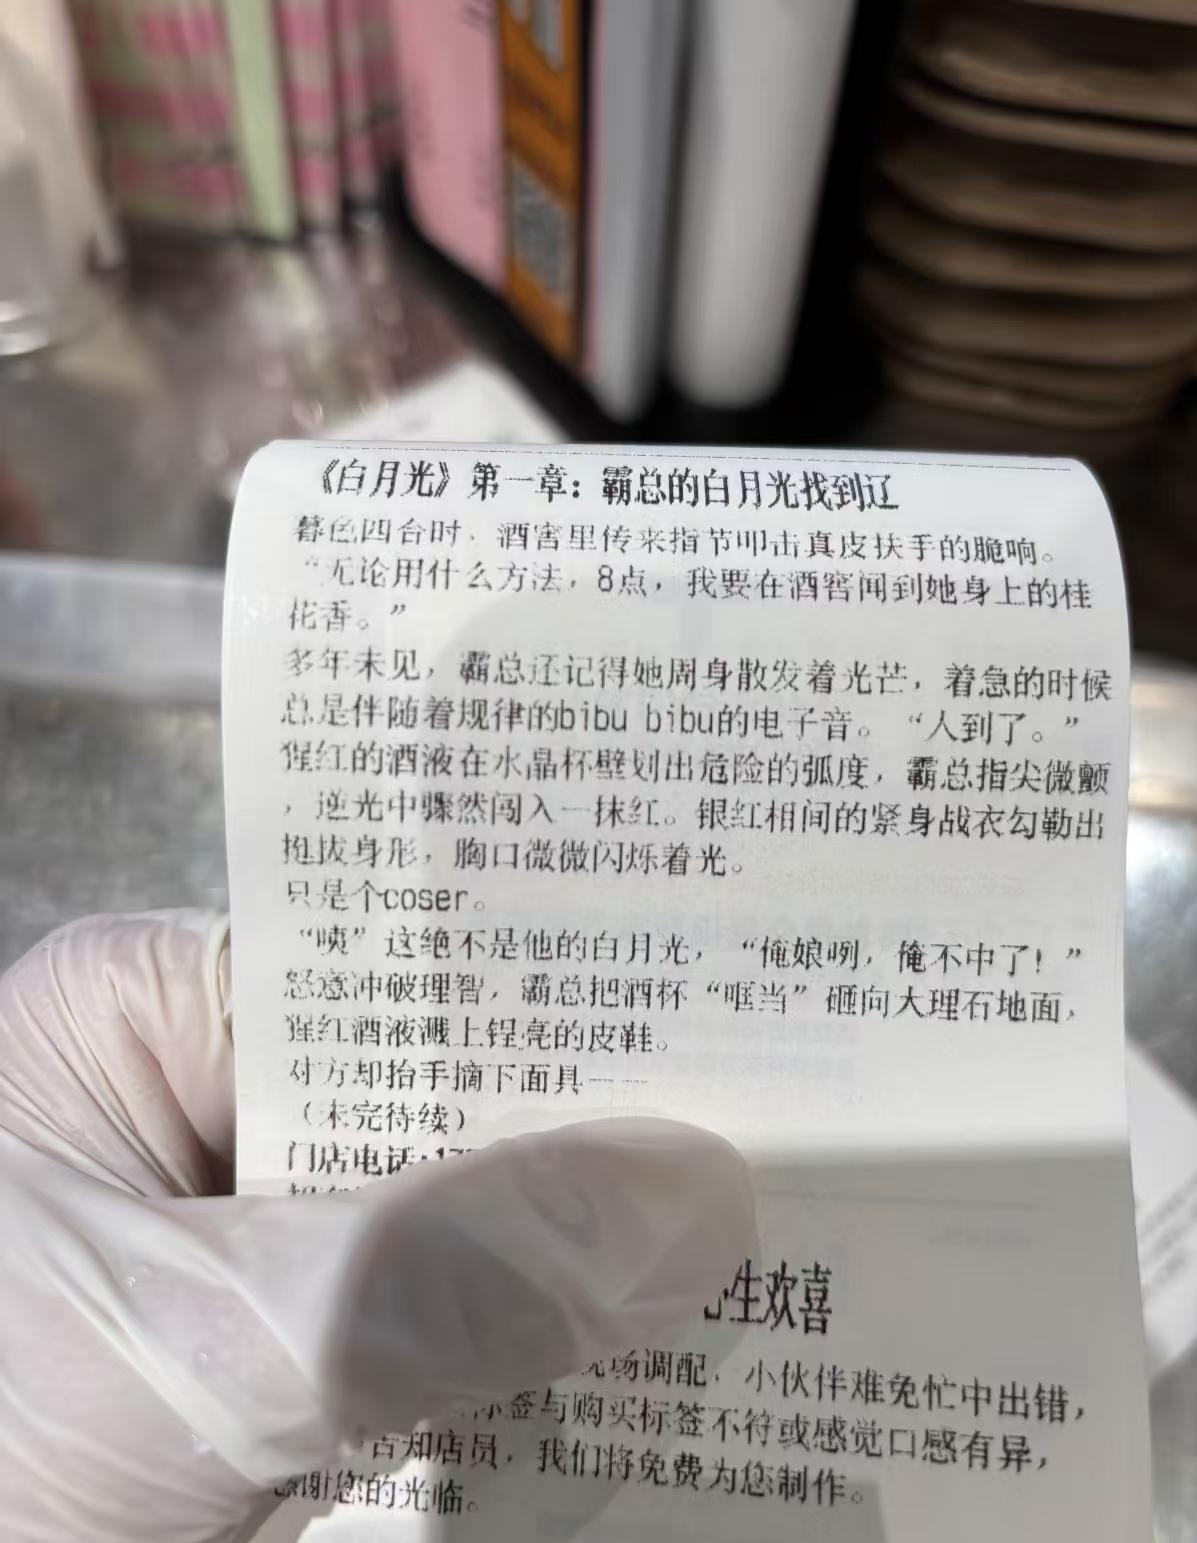 《白月光》第一章：霸总的白月光找到辽
暮色四合时，酒窖里传来指节叩击真皮扶手的脆响。
“无论用什么方法，8点，我要在酒窖闻到她身上的桂
花香。”
多年未见，霸总还记得她周身散发着光芒，着急的时候
总是伴随着规律的bibu bibu的电子音。“人到了。”
猩红的酒液在水晶杯壁划出危险的弧度，霸总指尖微颤
，逆光中骤然闯入一抹红。银红相间的紧身战衣勾勒出
挺拔身形，胸口微微闪烁着光。
只是个coser。
“咦”这绝不是他的白月光，“俺娘咧，俺不中了！”
怒意冲破理智，霸总把酒杯“哐当”砸向大理石地面，
猩红酒液溅上锃亮的皮鞋。
对方却抬手摘下面具——
（未完待续）
门店电话:17
生欢喜
现场调配，小伙伴难免忙中出错，
标签与购买标签不符或感觉口感有异，
告知店员，我们将免费为您制作。
感谢您的光临。